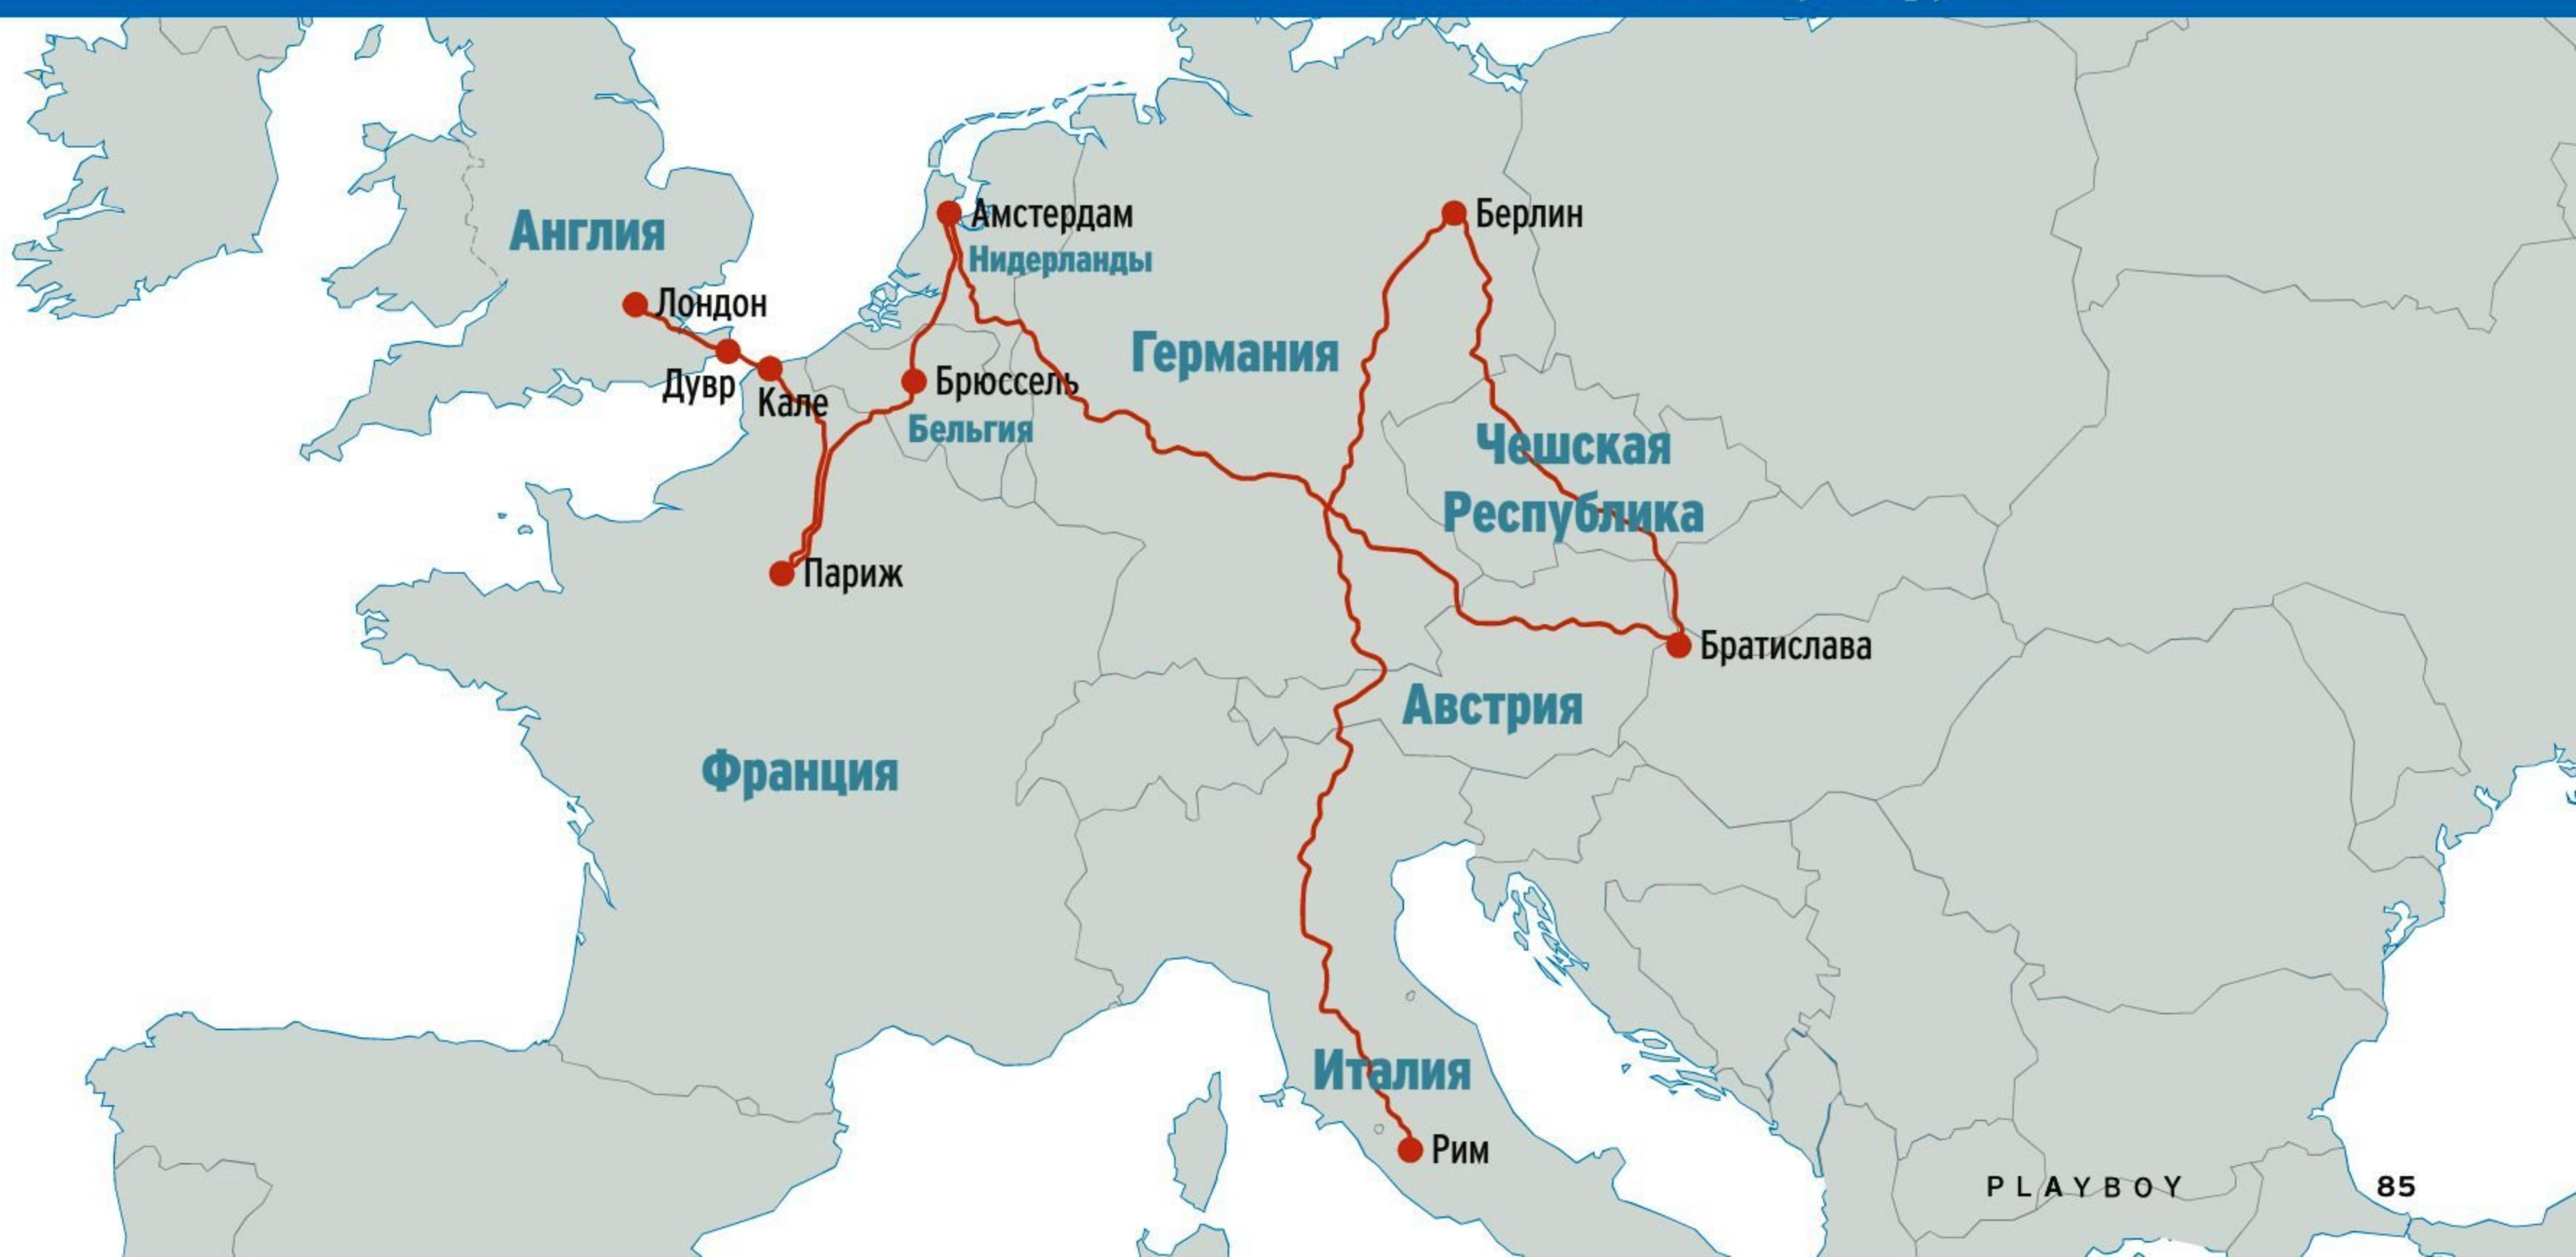 Амстердам
Берлин
Англия
Нидерланды
Лондон
Германия
Дувр
Кале
Брюссель
Бельгия
Чешская
Республика
Париж
Братислава
Австрия
Франция
Италия
Рим
PLAYBOY 85